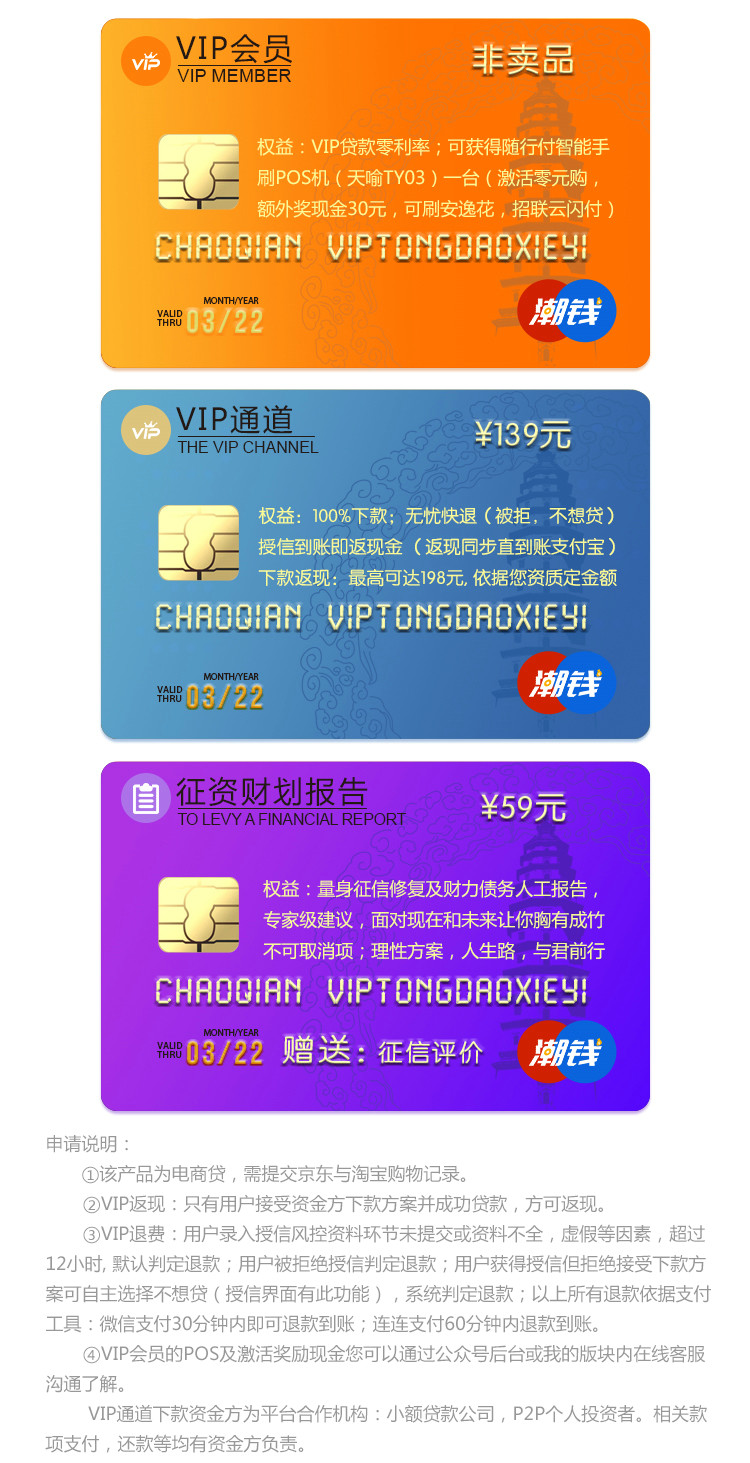 VIP
VIP会员
VIP MEMBER
非卖品
权益：VIP贷款零利率；可获得随行付智能手
刷POS机（天喻TY03）一台（激活零元购，
额外奖现金30元，可刷安逸花，招联云闪付）
CHAOQIAN VIPTONGDAOXIEYI
MONTH/YEAR
VALID
THRU
03/22
潮钱
VIP
VIP通道
THE VIP CHANNEL
¥139元
权益：100%下款；无忧快退（被拒，不想贷）
授信到账即返现金（返现同步直到账支付宝）
下款返现：最高可达198元, 依据您资质定金额
CHAOQIAN VIPTONGDAOXIEYI
MONTH/YEAR
VALID
THRU
03/22
潮钱
征资财划报告
TO LEVY A FINANCIAL REPORT
¥59元
权益：量身征信修复及财力债务人工报告，
专家级建议，面对现在和未来让你胸有成竹
不可取消项；理性方案，人生路，与君前行
CHAOQIAN VIPTONGDAOXIEYI
MONTH/YEAR
VALID
THRU
03/22
赠送：征信评价
潮钱
申请说明：
①该产品为电商贷，需提交京东与淘宝购物记录。
②VIP返现：只有用户接受资金方下款方案并成功贷款，方可返现。
③VIP退费：用户录入授信风控资料环节未提交或资料不全，虚假等因素，超过
12小时, 默认判定退款；用户被拒绝授信判定退款；用户获得授信但拒绝接受下款方
案可自主选择不想贷（授信界面有此功能），系统判定退款；以上所有退款依据支付
工具：微信支付30分钟内即可退款到账；连连支付60分钟内退款到账。
④VIP会员的POS及激活奖励现金您可以通过公众号后台或我的版块内在线客服
沟通了解。
VIP通道下款资金方为平台合作机构：小额贷款公司，P2P个人投资者。相关款
项支付，还款等均有资金方负责。